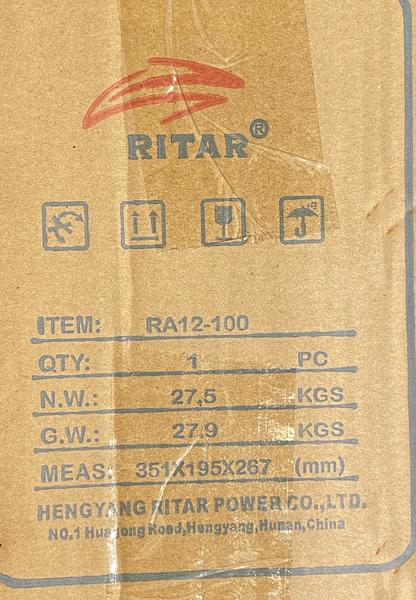 RITAR®
ITEM: RA12-100
QTY: 1 PC
N.W.: 27.5 KGS
G.W.: 27.9 KGS
MEAS: 351X195X267 (mm)
HENGYANG RITAR POWER CO.,LTD.
NO.1 Huagong Road,Hengyang,Hunan,China